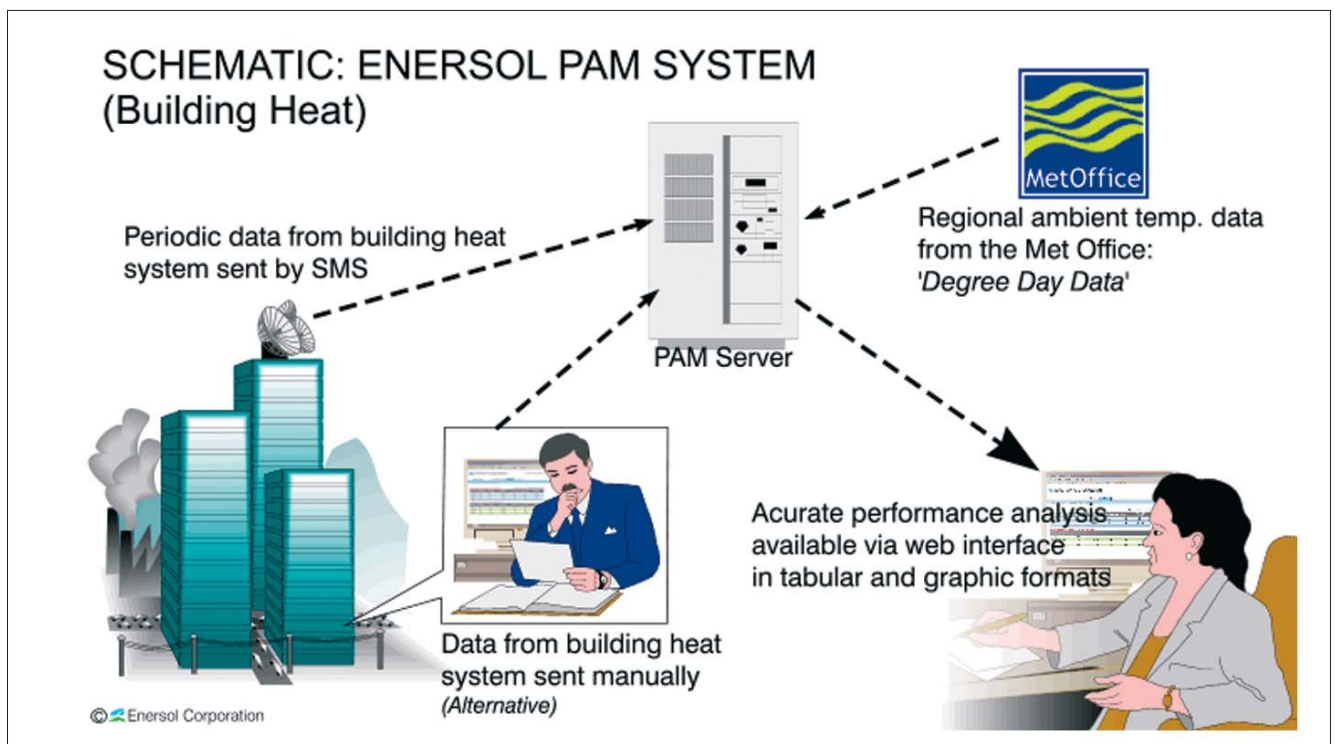 SCHEMATIC: ENERSOL PAM SYSTEM
(Building Heat)
MetOffice
Regional ambient temp. data
from the Met Office:
'Degree Day Data'
Periodic data from building heat
system sent by SMS
PAM Server
Acurate performance analysis
available via web interface
in tabular and graphic formats
Data from building heat
system sent manually
(Alternative)
© Enersol Corporation